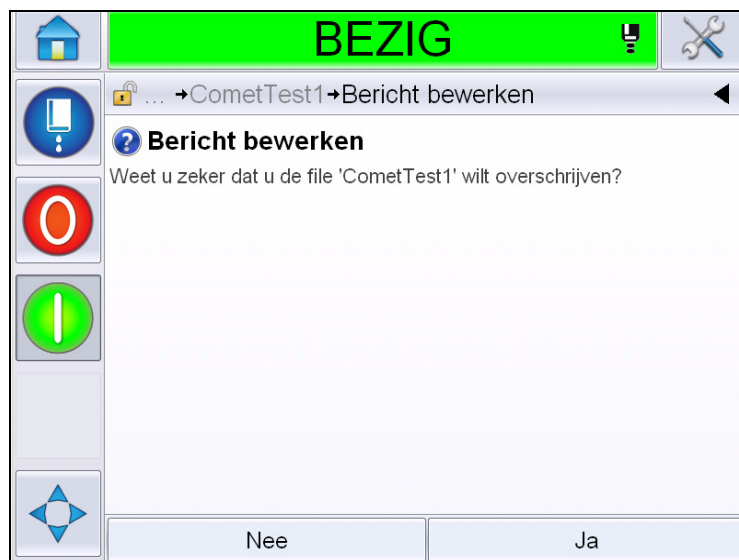 BEZIG
... →CometTest1→Bericht bewerken
Bericht bewerken
Weet u zeker dat u de file 'CometTest1' wilt overschrijven?
Nee
Ja